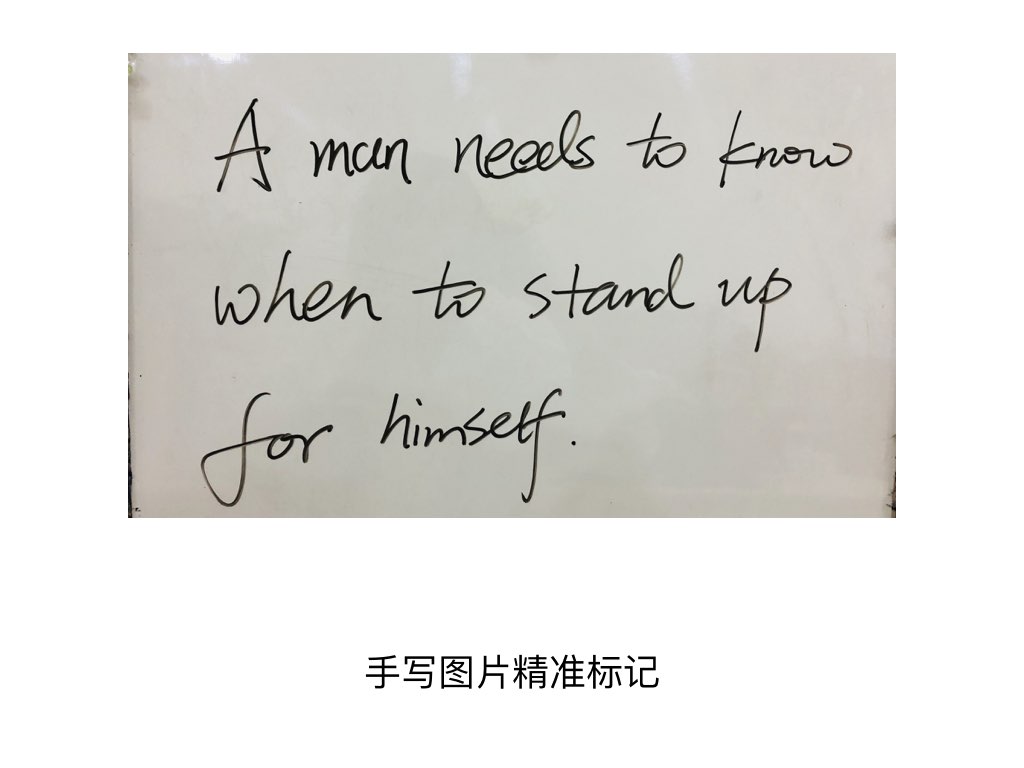 A man needs to know
when to stand up
for himself.
手写图片精准标记